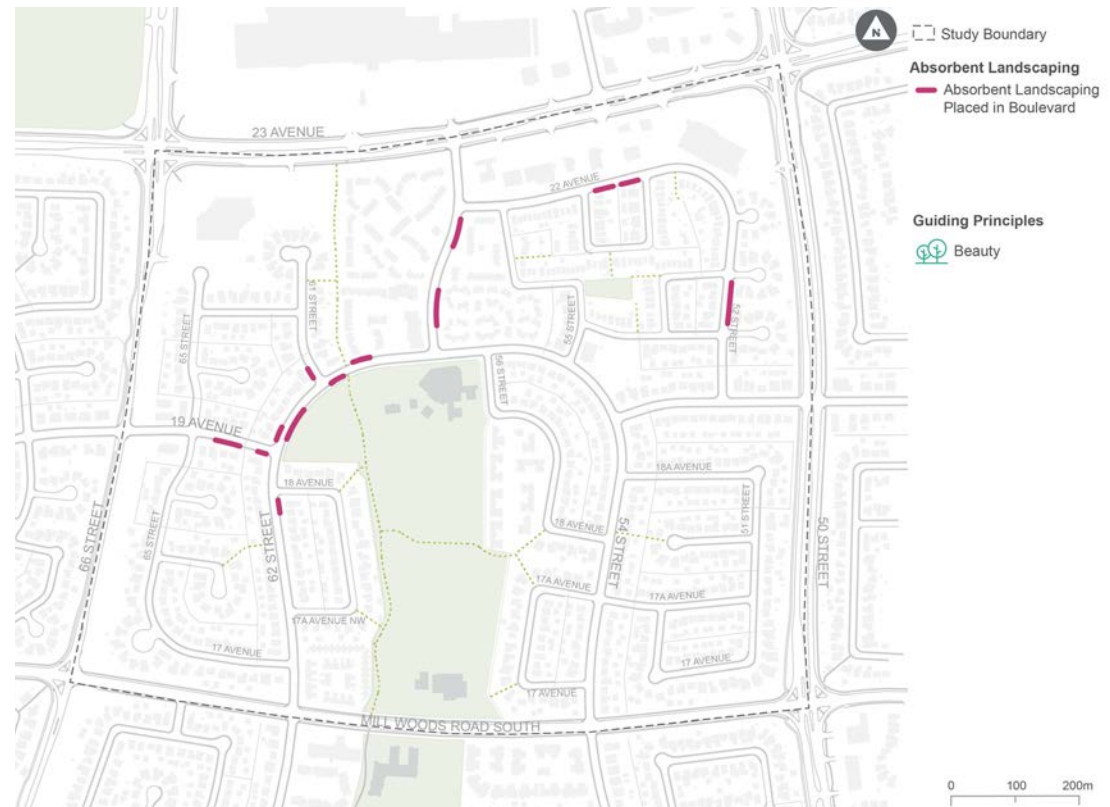 N
Study Boundary
Absorbent Landscaping
Absorbent Landscaping
Placed in Boulevard
Guiding Principles
Beauty
23 AVENUE
22 AVENUE
61 STREET
65 STREET
52 STREET
55 STREET
56 STREET
19 AVENUE
18A AVENUE
18 AVENUE
51 STREET
66 STREET
65 STREET
62 STREET
18 AVENUE
54 STREET
50 STREET
17A AVENUE
17A AVENUE
17A AVENUE NW
17 AVENUE
17 AVENUE
17 AVENUE
MILL WOODS ROAD SOUTH
0 100 200m